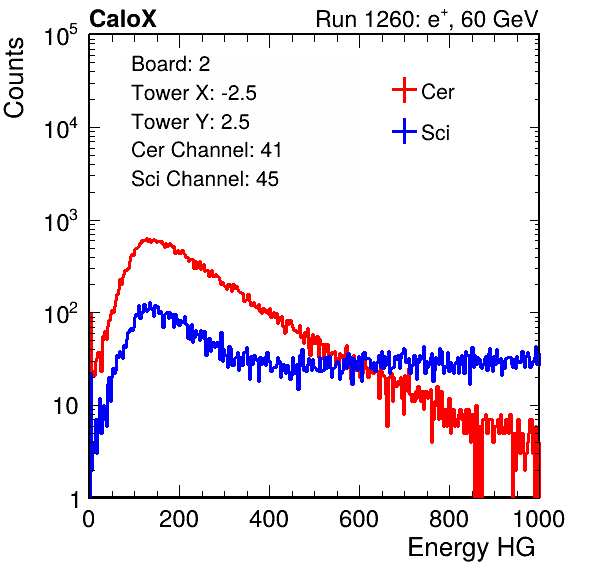 CaloX Run 1260: e⁺, 60 GeV
Counts
10⁵
10⁴
10³
10²
10
1
Board: 2
Tower X: -2.5
Tower Y: 2.5
Cer Channel: 41
Sci Channel: 45
Cer
Sci
0 200 400 600 800 1000
Energy HG